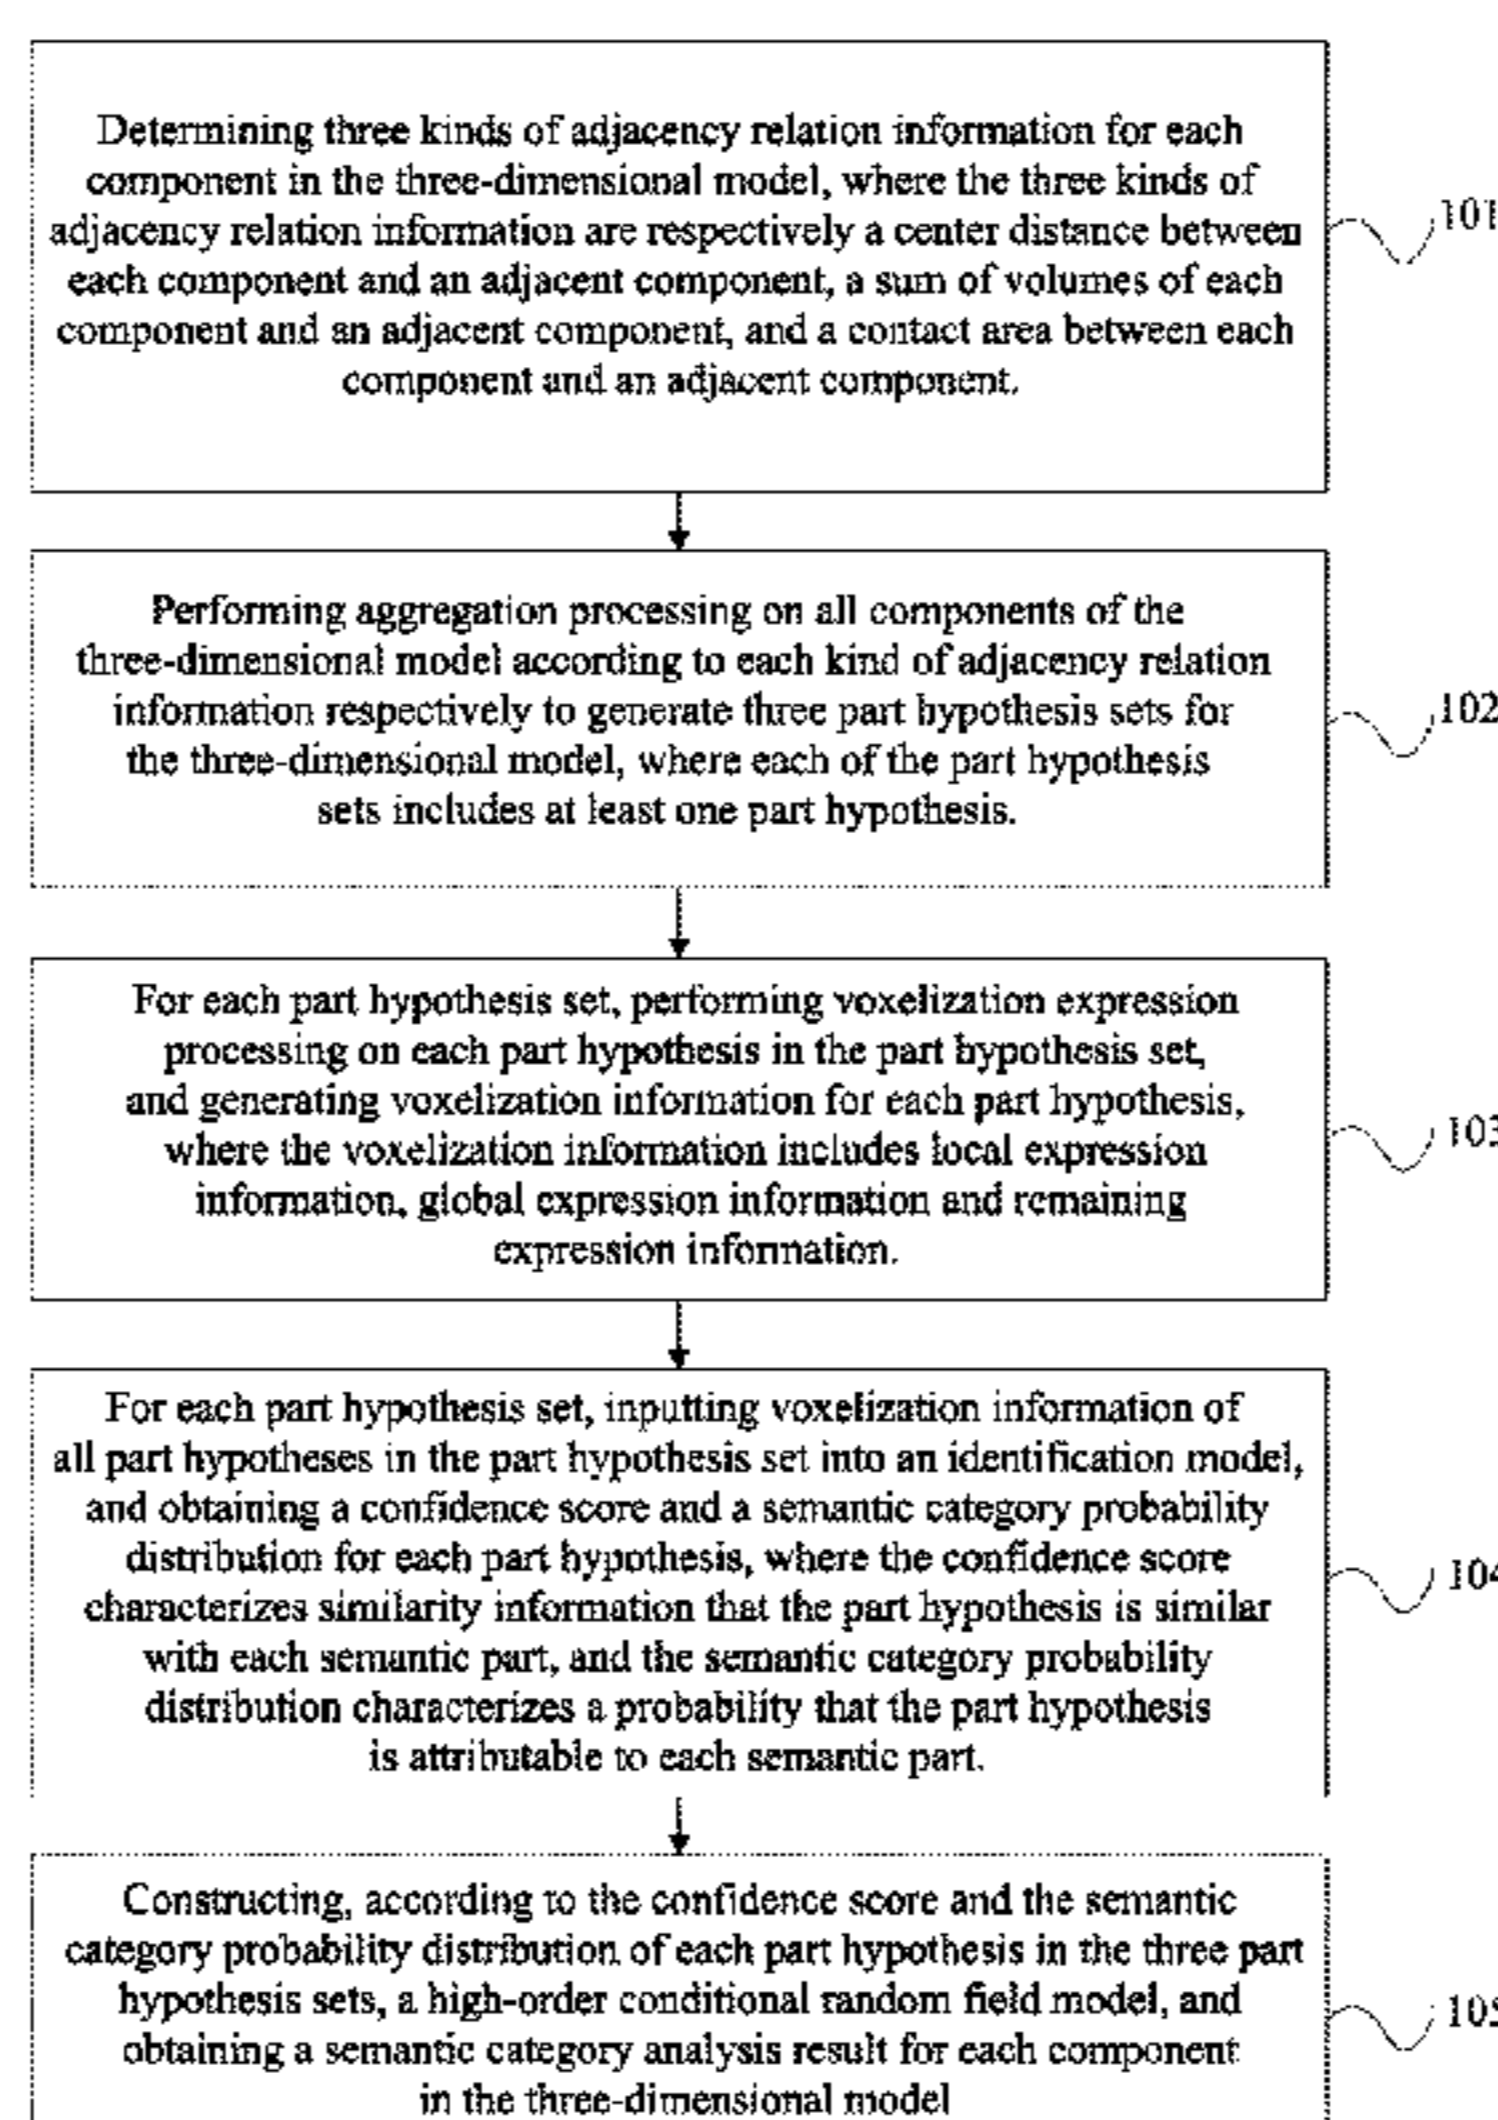 Determining three kinds of adjacency relation information for each
component in the three-dimensional model, where the three kinds of
adjacency relation information are respectively a center distance between
each component and an adjacent component, a sum of volumes of each
component and an adjacent component, and a contact area between each
component and an adjacent component.
101
Performing aggregation processing on all components of the
three-dimensional model according to each kind of adjacency relation
information respectively to generate three part hypothesis sets for
the three-dimensional model, where each of the part hypothesis
sets includes at least one part hypothesis.
102
For each part hypothesis set, performing voxelization expression
processing on each part hypothesis in the part hypothesis set,
and generating voxelization information for each part hypothesis,
where the voxelization information includes local expression
information, global expression information and remaining
expression information.
103
For each part hypothesis set, inputting voxelization information of
all part hypotheses in the part hypothesis set into an identification model,
and obtaining a confidence score and a semantic category probability
distribution for each part hypothesis, where the confidence score
characterizes similarity information that the part hypothesis is similar
with each semantic part, and the semantic category probability
distribution characterizes a probability that the part hypothesis
is attributable to each semantic part.
104
Constructing, according to the confidence score and the semantic
category probability distribution of each part hypothesis in the three part
hypothesis sets, a high-order conditional random field model, and
obtaining a semantic category analysis result for each component
in the three-dimensional model
105